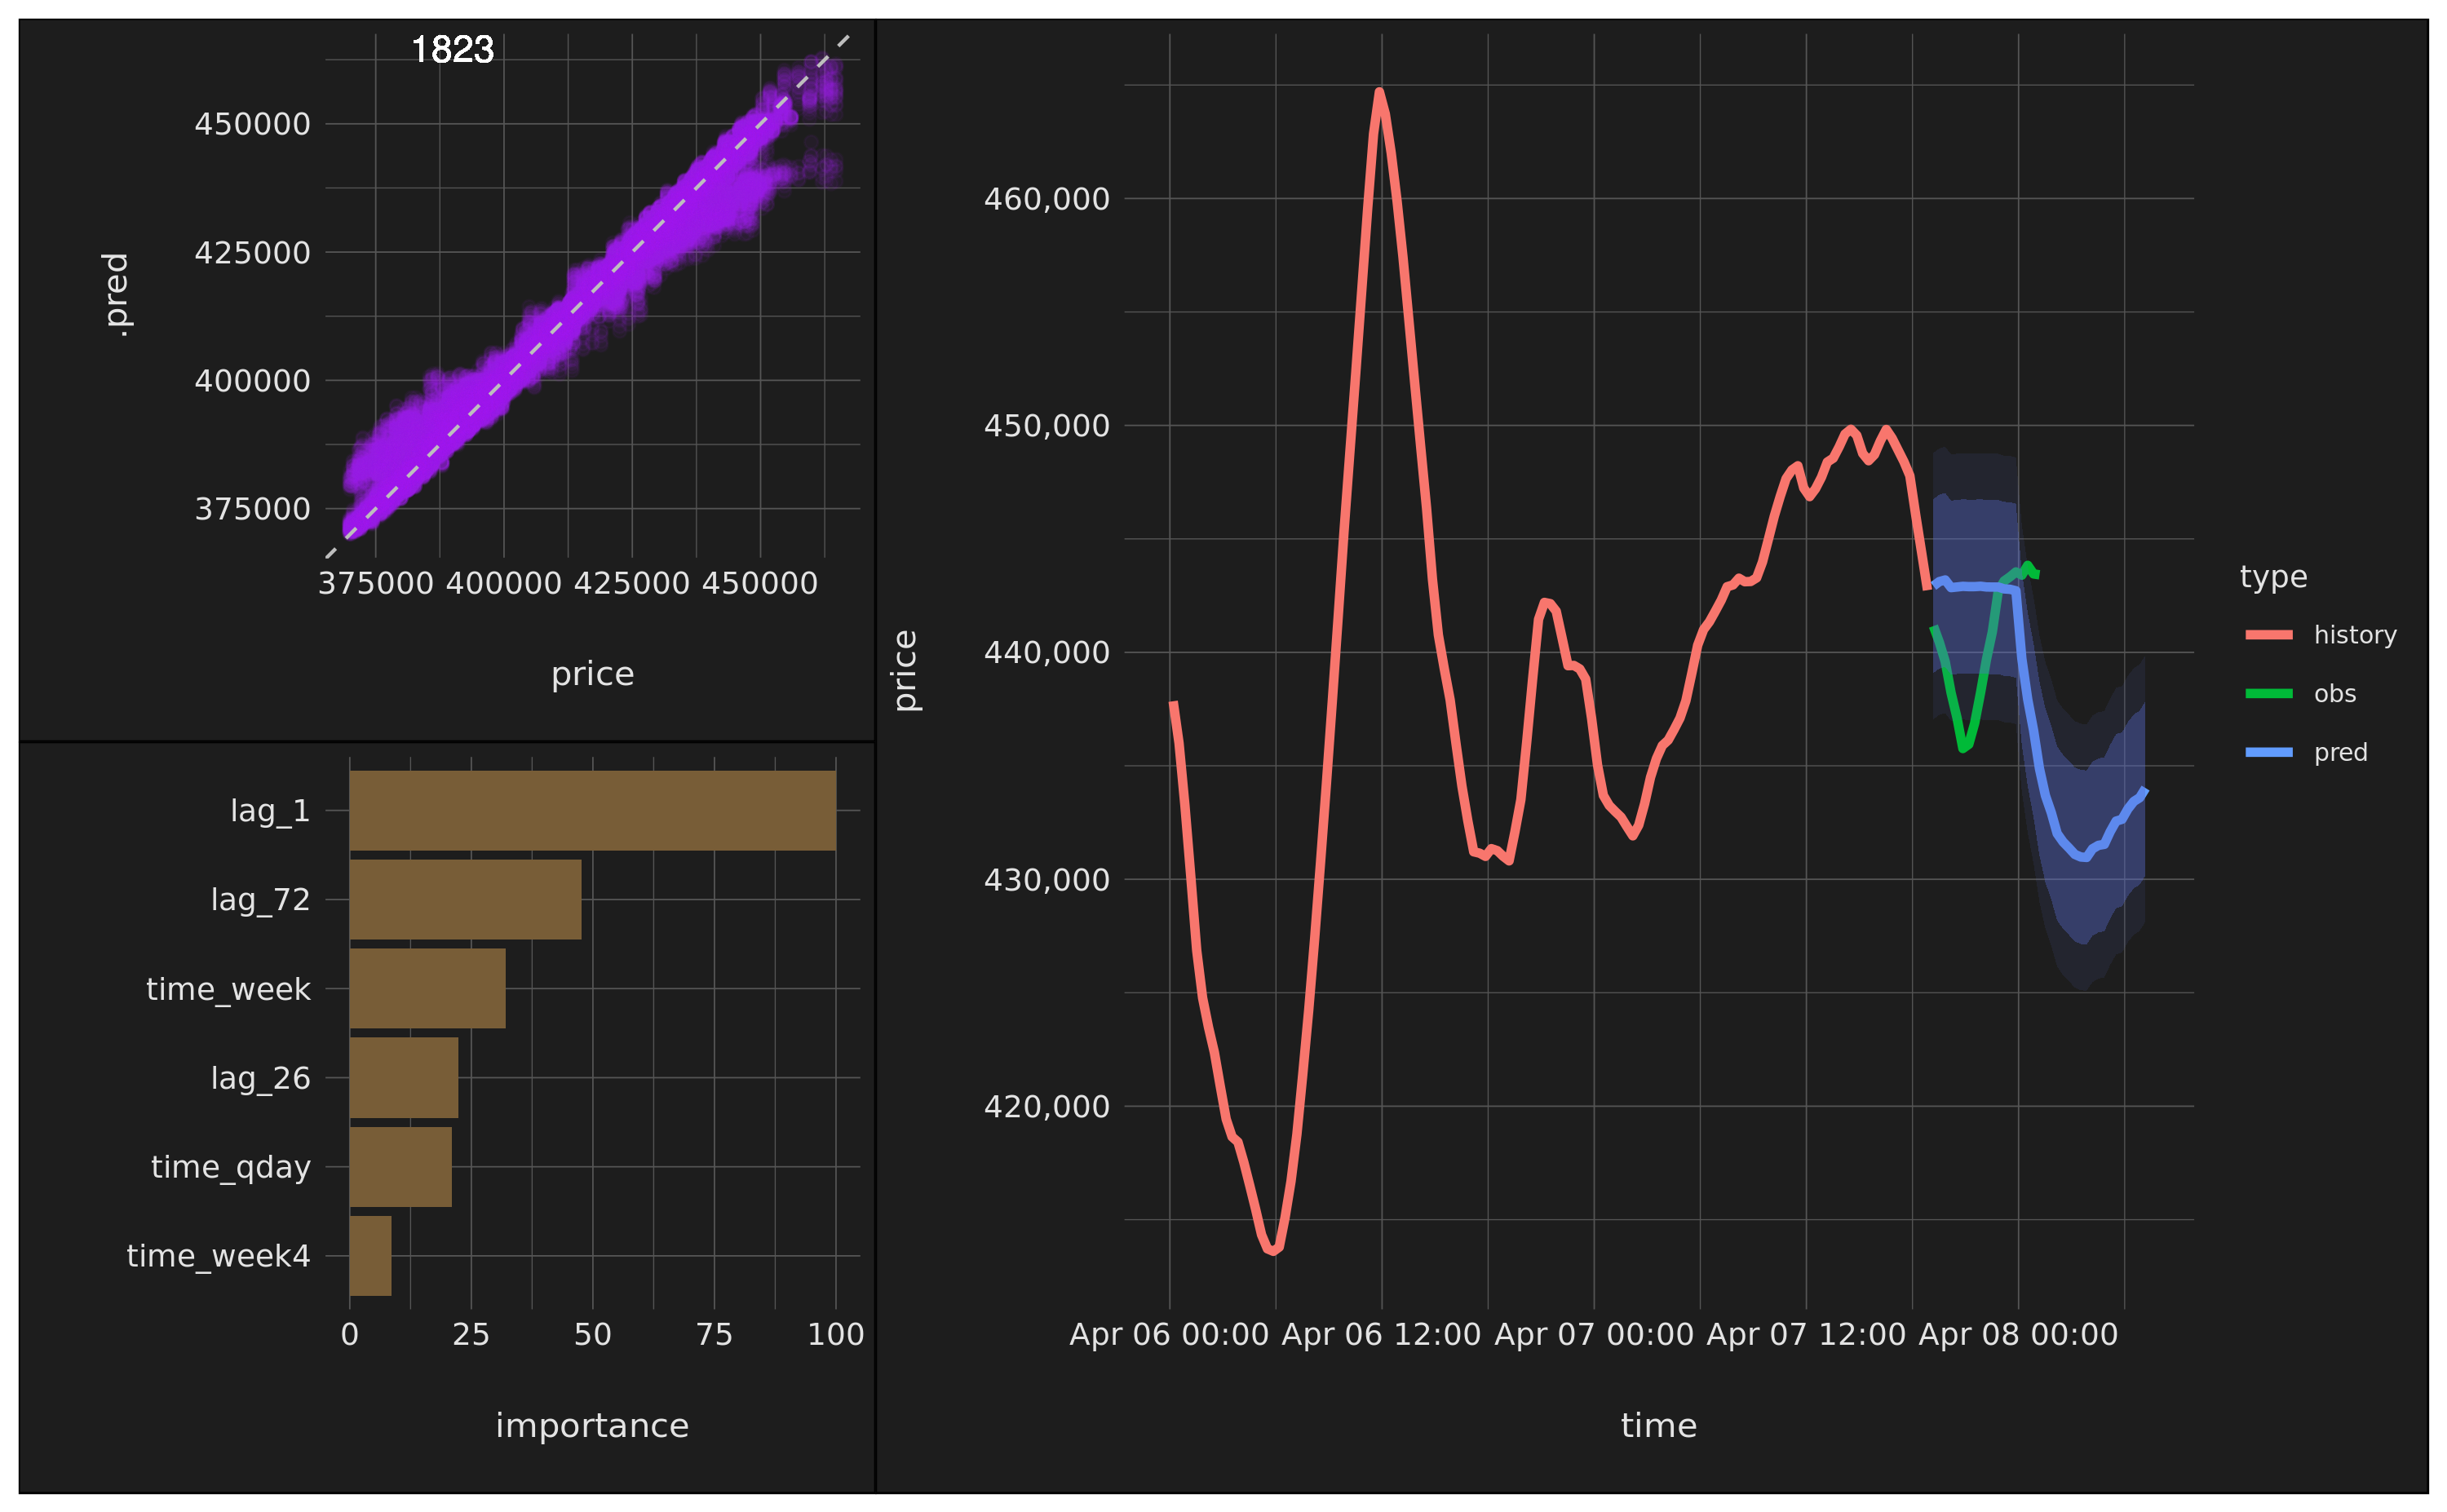 1823
.pred
450000
425000
400000
375000
375000 400000 425000 450000
price
lag_1
lag_72
time_week
lag_26
time_qday
time_week4
0 25 50 75 100
importance
price
460,000
450,000
440,000
430,000
420,000
Apr 06 00:00 Apr 06 12:00 Apr 07 00:00 Apr 07 12:00 Apr 08 00:00
time
type
history
obs
pred